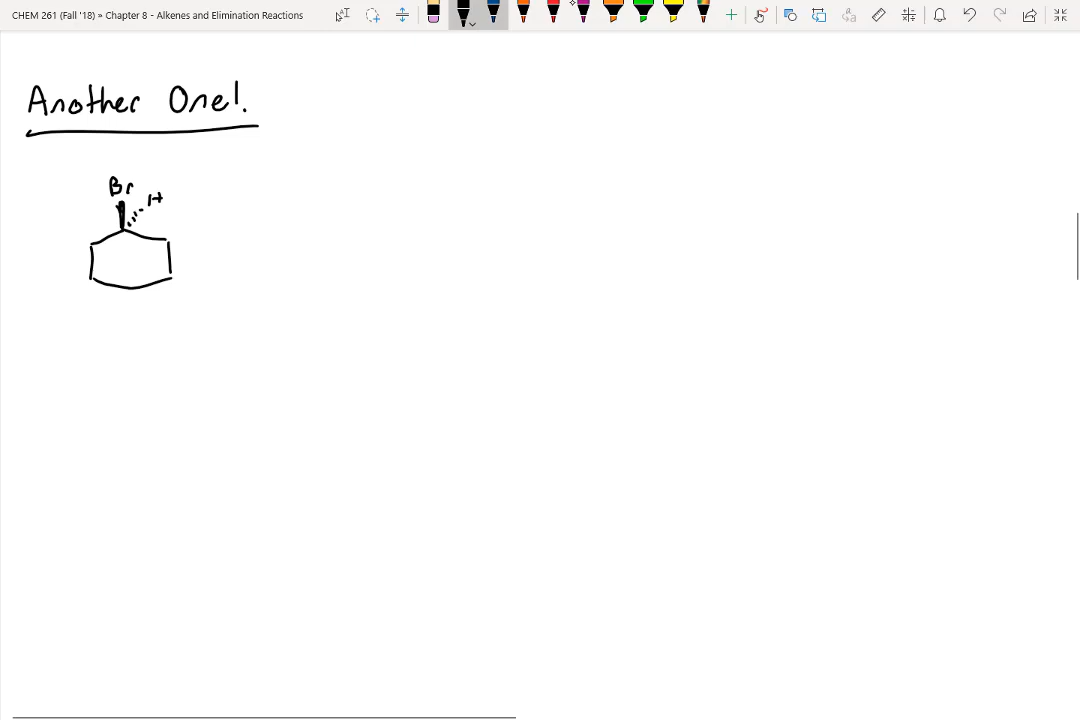 CHEM 261 (Fall '18) » Chapter 8 - Alkenes and Elimination Reactions
Another One!.
Br
H